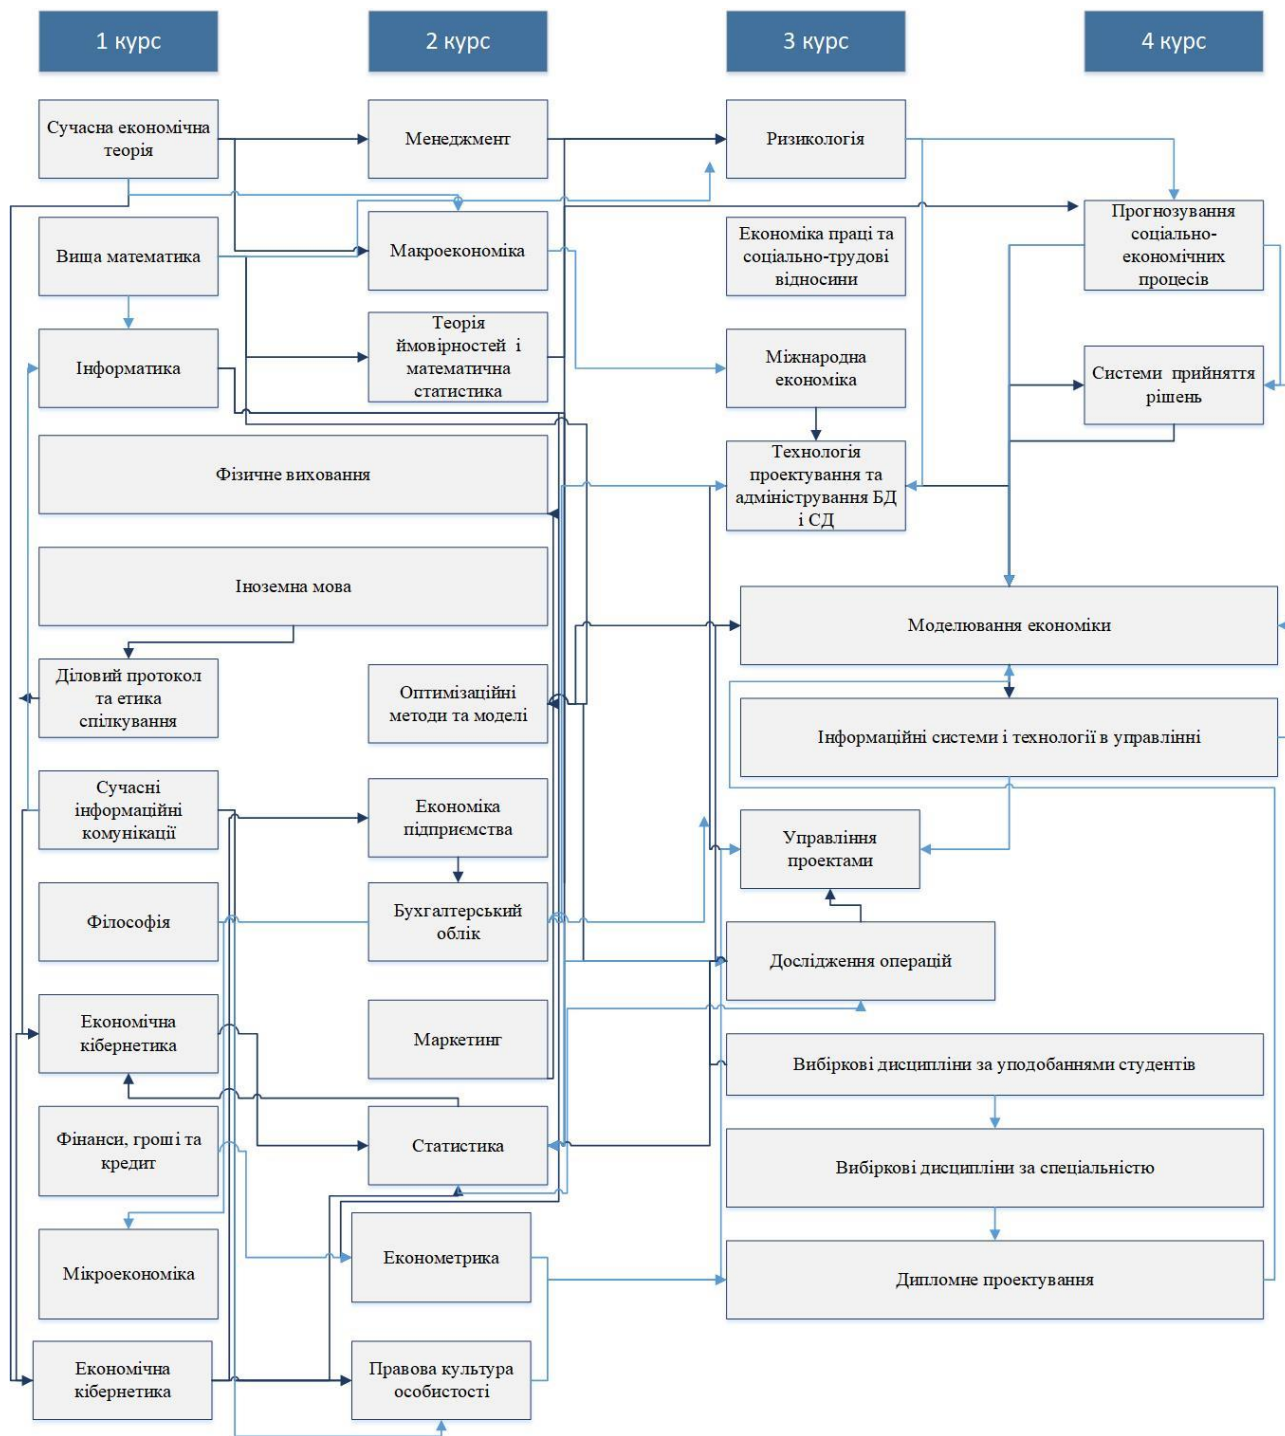 1 курс
2 курс
3 курс
4 курс
Сучасна економічна
теорія
Менеджмент
Ризикологія
Вища математика
Макроекономіка
Економіка праці та
соціально-трудові
відносини
Прогнозування
соціально-
економічних
процесів
Інформатика
Теорія
ймовірностей і
математична
статистика
Міжнародна
економіка
Системи прийняття
рішень
Фізичне виховання
Технологія
проектування та
адміністрування БД
і СД
Іноземна мова
Моделювання економіки
Діловий протокол
та етика
спілкування
Оптимізаційні
методи та моделі
Інформаційні системи і технології в управлінні
Сучасні
інформаційні
комунікації
Економіка
підприємства
Управління
проектами
Філософія
Бухгалтерський
облік
Дослідження операцій
Економічна
кібернетика
Маркетинг
Вибіркові дисципліни за уподобаннями студентів
Фінанси, гроші та
кредит
Статистика
Вибіркові дисципліни за спеціальністю
Мікроекономіка
Економетрика
Дипломне проектування
Економічна
кібернетика
Правова культура
особистості